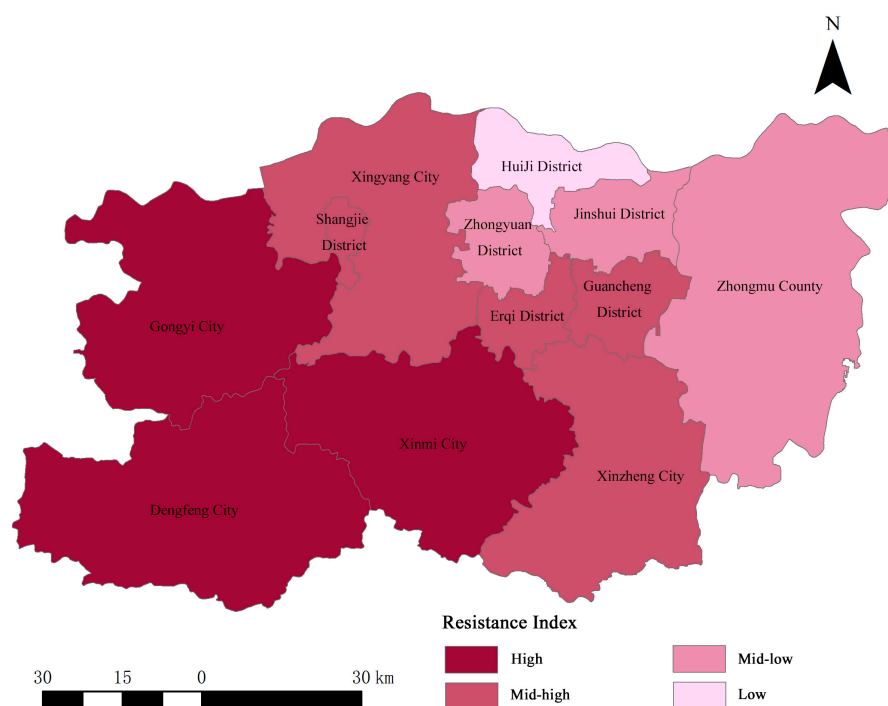 N
HuiJi District
Xingyang City
Shangjie
District
Zhongyuan
District
Jinshui District
Zhongmu County
Guancheng
District
Erqi District
Gongyi City
Xinmi City
Xinzheng City
Dengfeng City
Resistance Index
High
Mid-low
Mid-high
Low
30 15 0 30 km